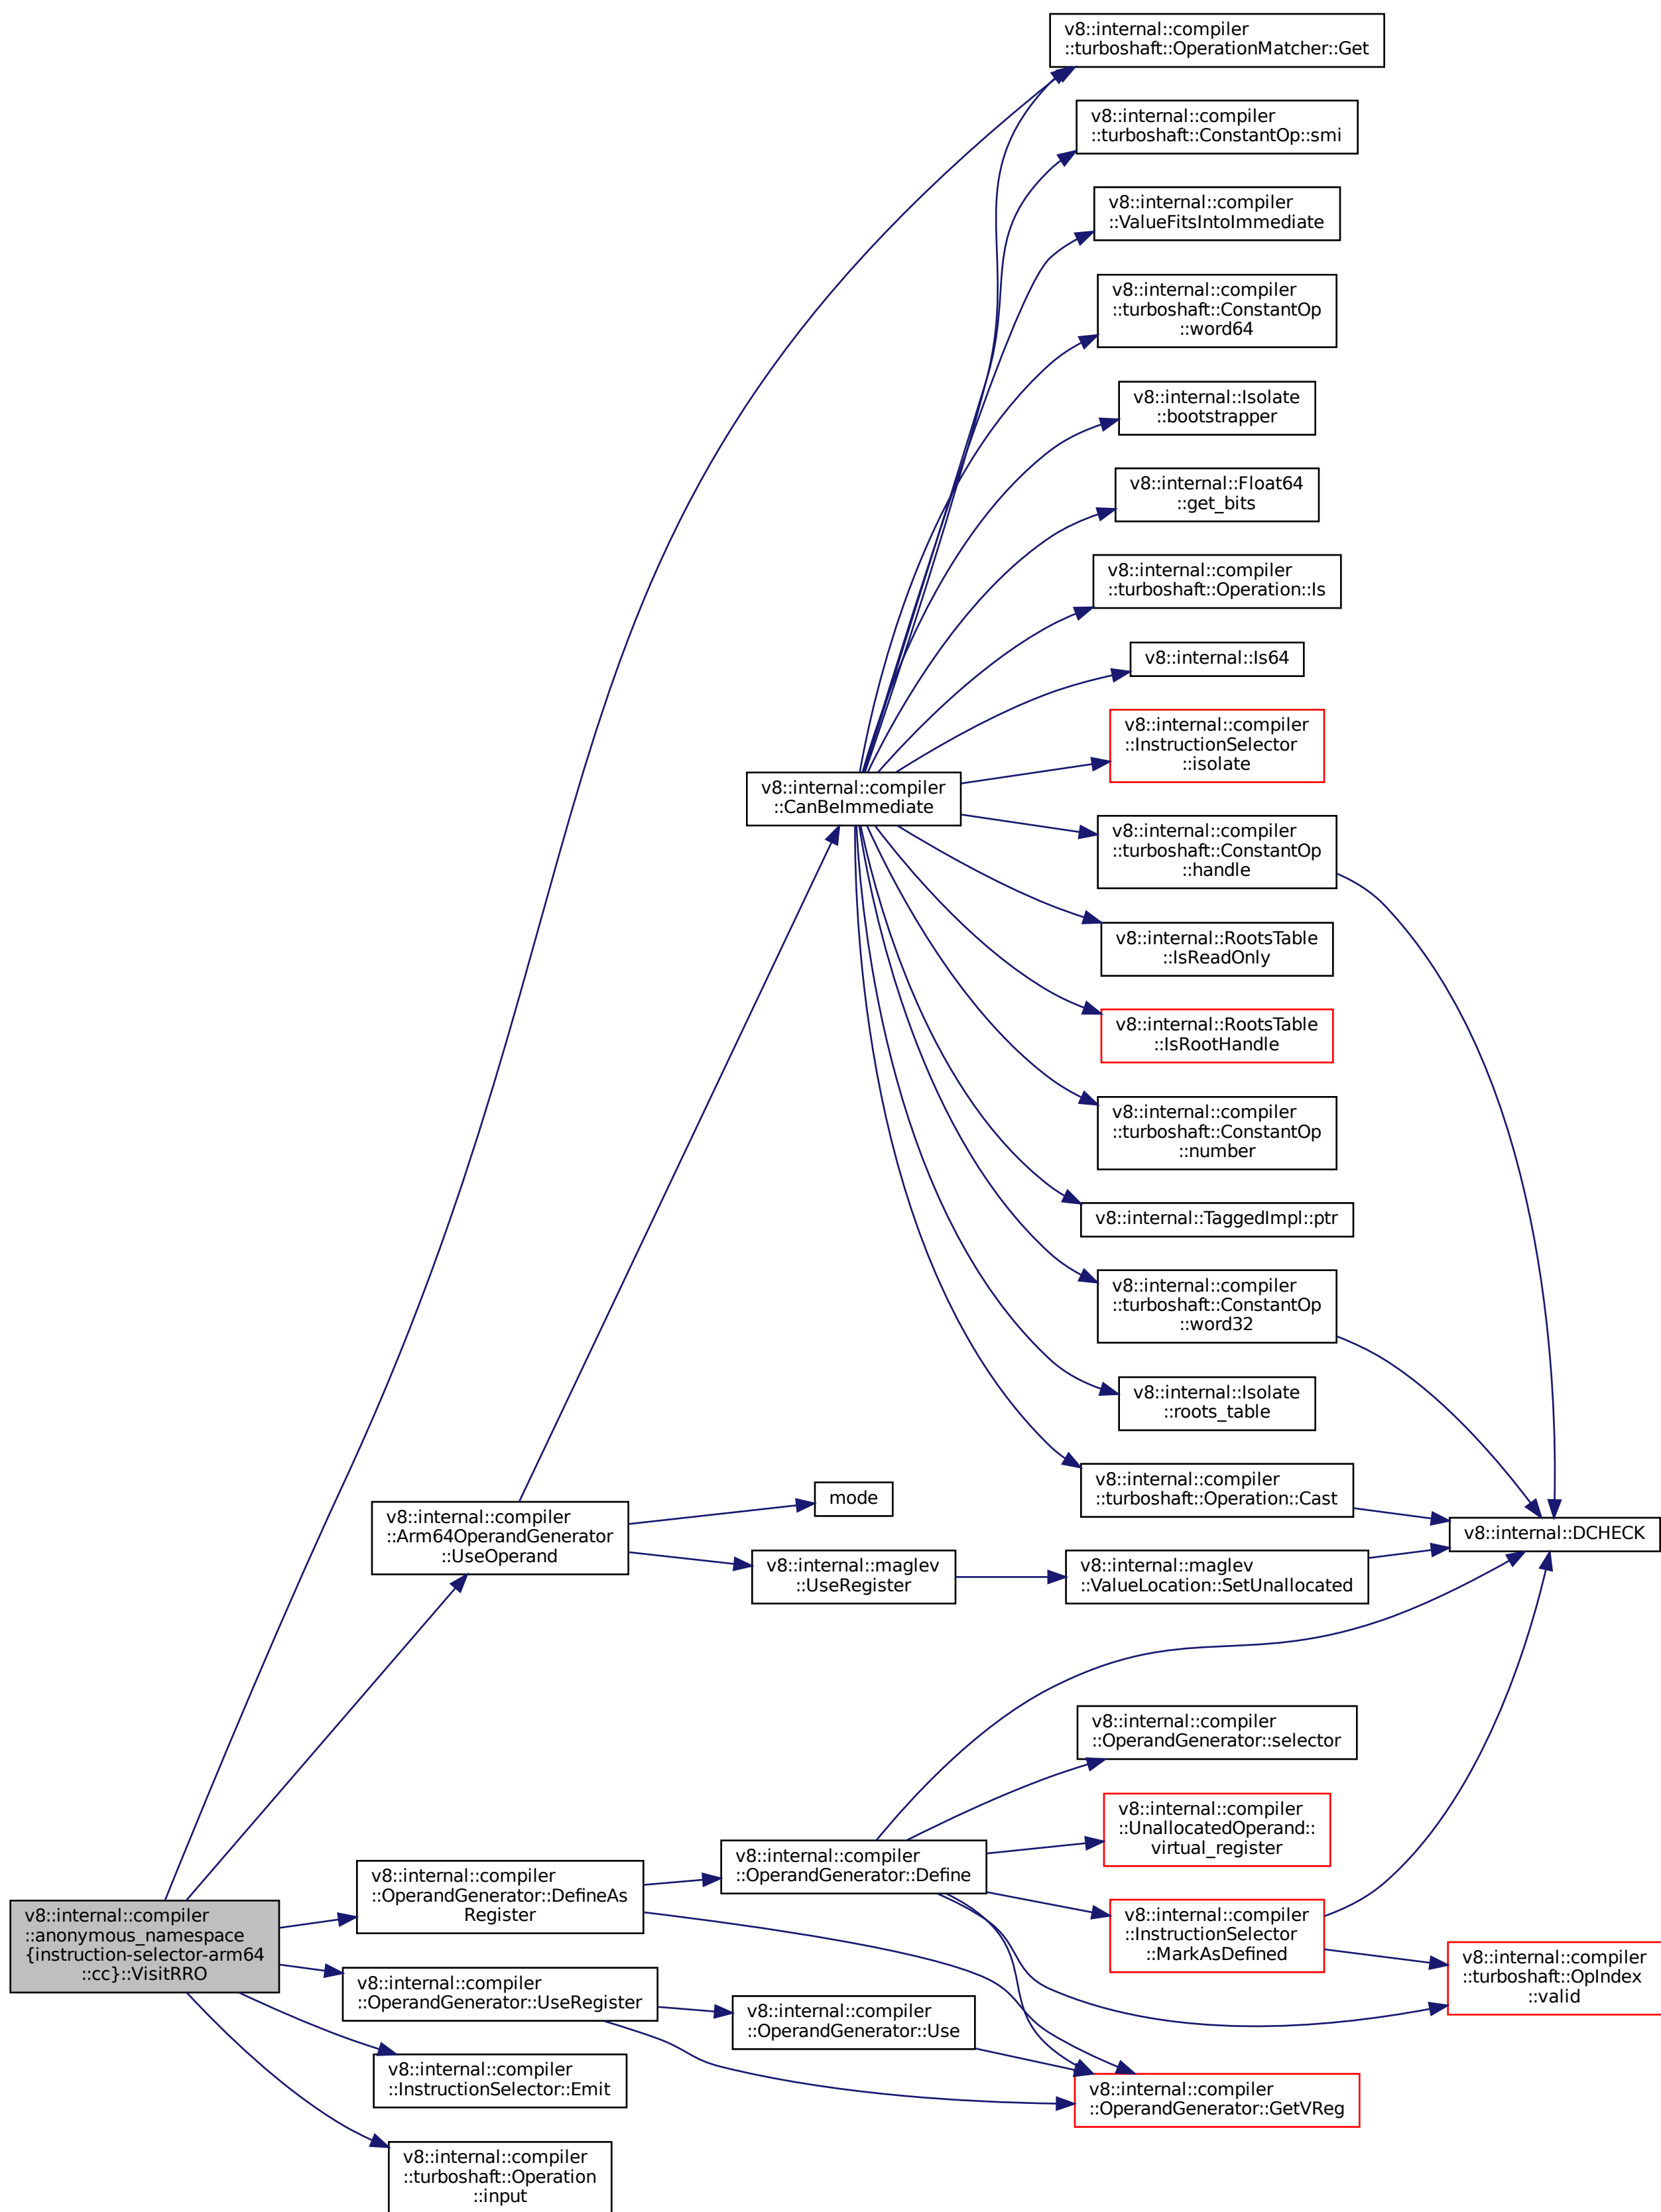 v8::internal::compiler
::turboshaft::OperationMatcher::Get
v8::internal::compiler
::turboshaft::ConstantOp::smi
v8::internal::compiler
::ValueFitsIntoImmediate
v8::internal::compiler
::turboshaft::ConstantOp
::word64
v8::internal::Isolate
::bootstrapper
v8::internal::Float64
::get_bits
v8::internal::compiler
::turboshaft::Operation::Is
v8::internal::Is64
v8::internal::compiler
::InstructionSelector
::isolate
v8::internal::compiler
::CanBeImmediate
v8::internal::compiler
::turboshaft::ConstantOp
::handle
v8::internal::RootsTable
::IsReadOnly
v8::internal::RootsTable
::IsRootHandle
v8::internal::compiler
::turboshaft::ConstantOp
::number
v8::internal::TaggedImpl::ptr
v8::internal::compiler
::turboshaft::ConstantOp
::word32
v8::internal::Isolate
::roots_table
v8::internal::compiler
::turboshaft::Operation::Cast
mode
v8::internal::compiler
::Arm64OperandGenerator
::UseOperand
v8::internal::DCHECK
v8::internal::maglev
::UseRegister
v8::internal::maglev
::ValueLocation::SetUnallocated
v8::internal::compiler
::OperandGenerator::selector
v8::internal::compiler
::UnallocatedOperand::
virtual_register
v8::internal::compiler
::OperandGenerator::Define
v8::internal::compiler
::OperandGenerator::DefineAs
Register
v8::internal::compiler
::InstructionSelector
::MarkAsDefined
v8::internal::compiler
::anonymous_namespace
{instruction-selector-arm64
::cc}::VisitRRO
v8::internal::compiler
::turboshaft::OpIndex
::valid
v8::internal::compiler
::OperandGenerator::UseRegister
v8::internal::compiler
::OperandGenerator::Use
v8::internal::compiler
::InstructionSelector::Emit
v8::internal::compiler
::OperandGenerator::GetVReg
v8::internal::compiler
::turboshaft::Operation
::input